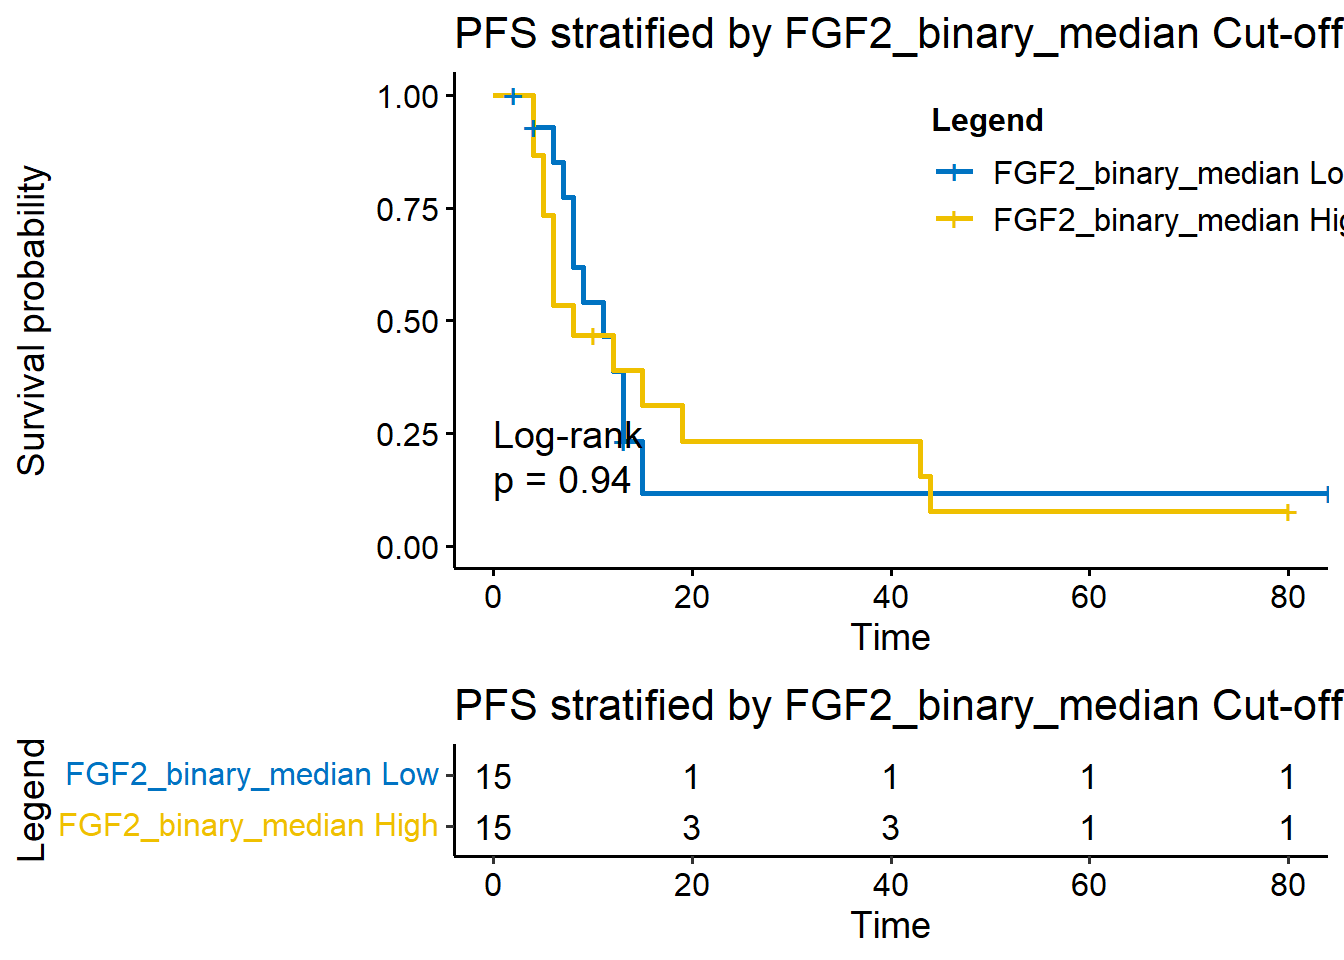 PFS stratified by FGF2_binary_median Cut-off
Survival probability
1.00
0.75
0.50
0.25
0.00
Legend
FGF2_binary_median Lo
FGF2_binary_median Hig
Log-rank
p = 0.94
0 20 40 60 80
Time
PFS stratified by FGF2_binary_median Cut-off
Legend
FGF2_binary_median Low 15 1 1 1 1
FGF2_binary_median High 15 3 3 1 1
0 20 40 60 80
Time